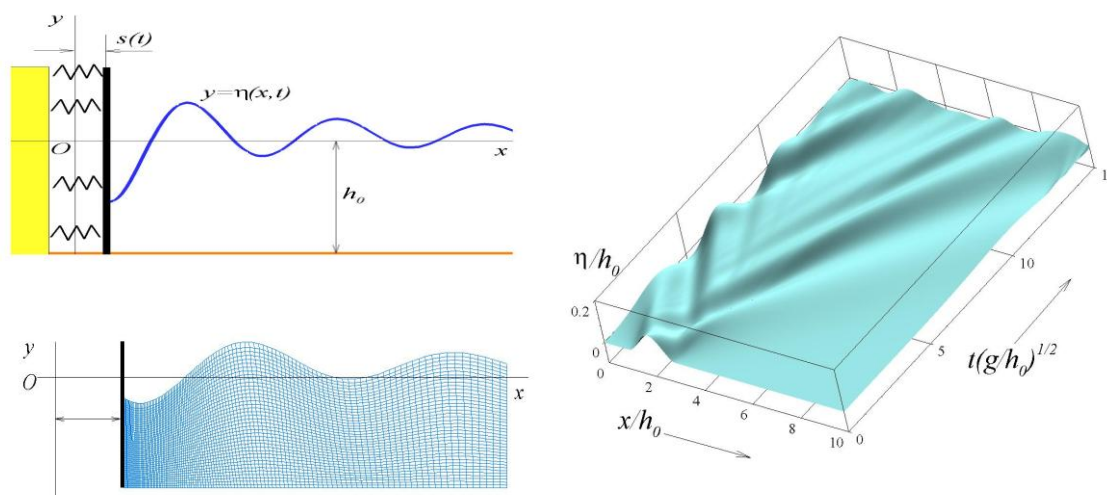 y
s(t)
y=η(x,t)
O
x
h₀
y
O
x
η/h₀
0.2
0
0
2
4
6
8
10
x/h₀
0
5
10
1
t(g/h₀)^{1/2}